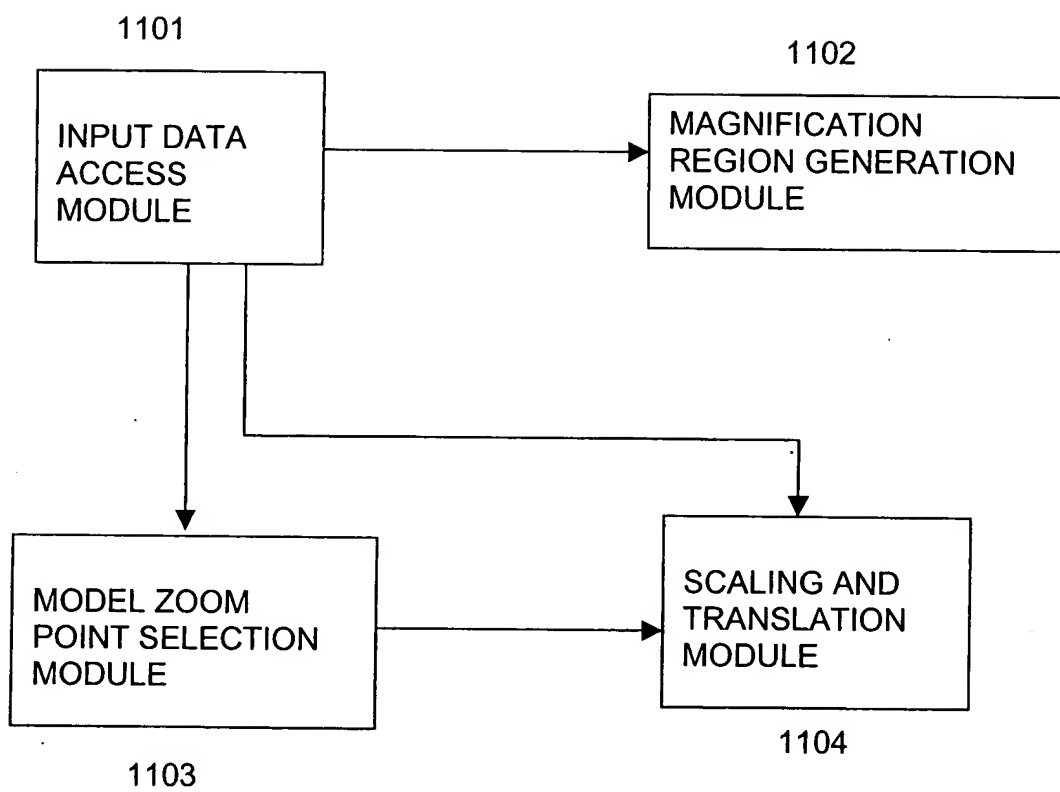 1101
INPUT DATA
ACCESS
MODULE
1102
MAGNIFICATION
REGION GENERATION
MODULE
MODEL ZOOM
POINT SELECTION
MODULE
1103
SCALING AND
TRANSLATION
MODULE
1104